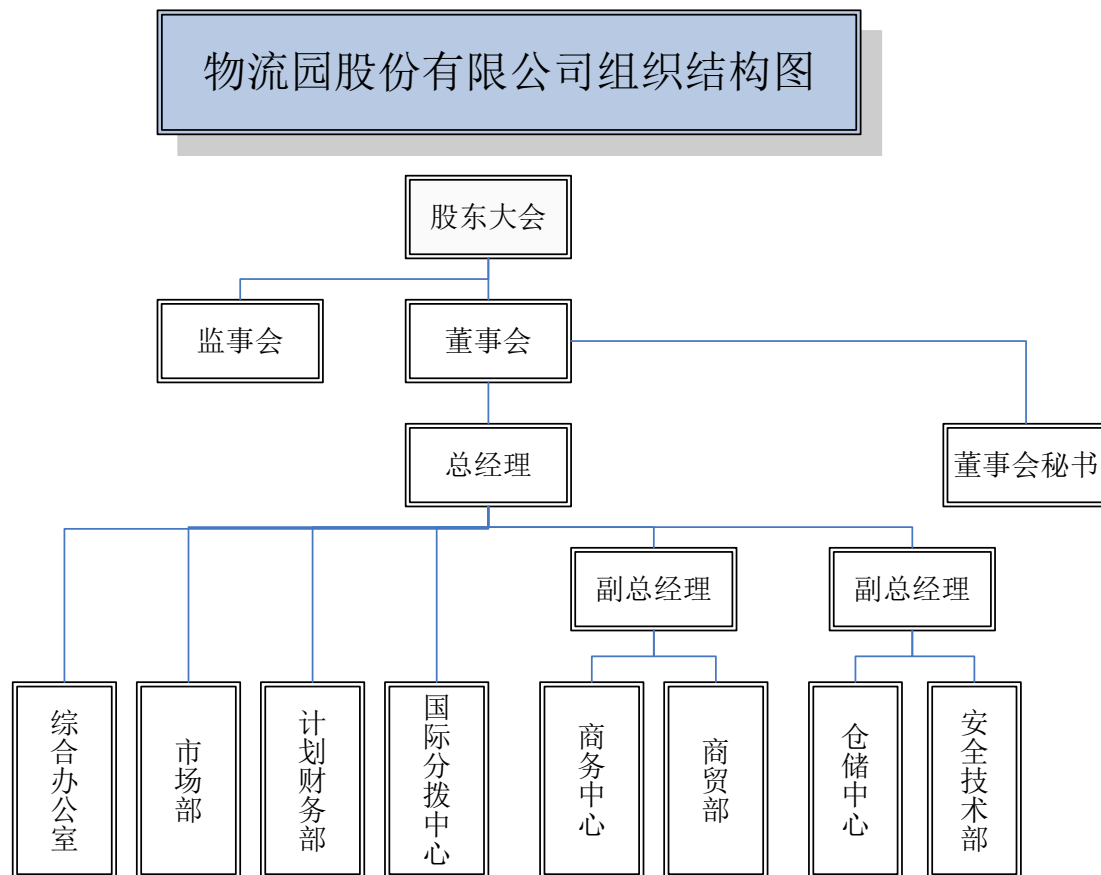 物流园股份有限公司组织结构图
股东大会
监事会
董事会
总经理
董事会秘书
副总经理
副总经理
综合办公室
市场部
计划财务部
国际分拨中心
商务中心
商贸部
仓储中心
安全技术部